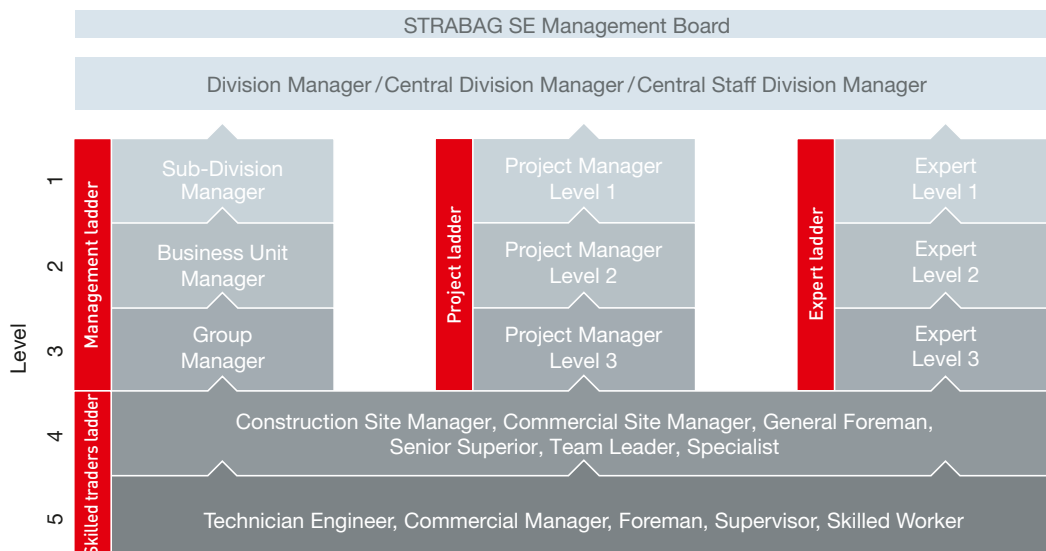 STRABAG SE Management Board
Division Manager/Central Division Manager/Central Staff Division Manager
Level
1
2
3
4
5
Management ladder
Sub-Division
Manager
Business Unit
Manager
Group
Manager
Project ladder
Project Manager
Level 1
Project Manager
Level 2
Project Manager
Level 3
Expert ladder
Expert
Level 1
Expert
Level 2
Expert
Level 3
Skilled traders ladder
Construction Site Manager, Commercial Site Manager, General Foreman,
Senior Superior, Team Leader, Specialist
Technician Engineer, Commercial Manager, Foreman, Supervisor, Skilled Worker